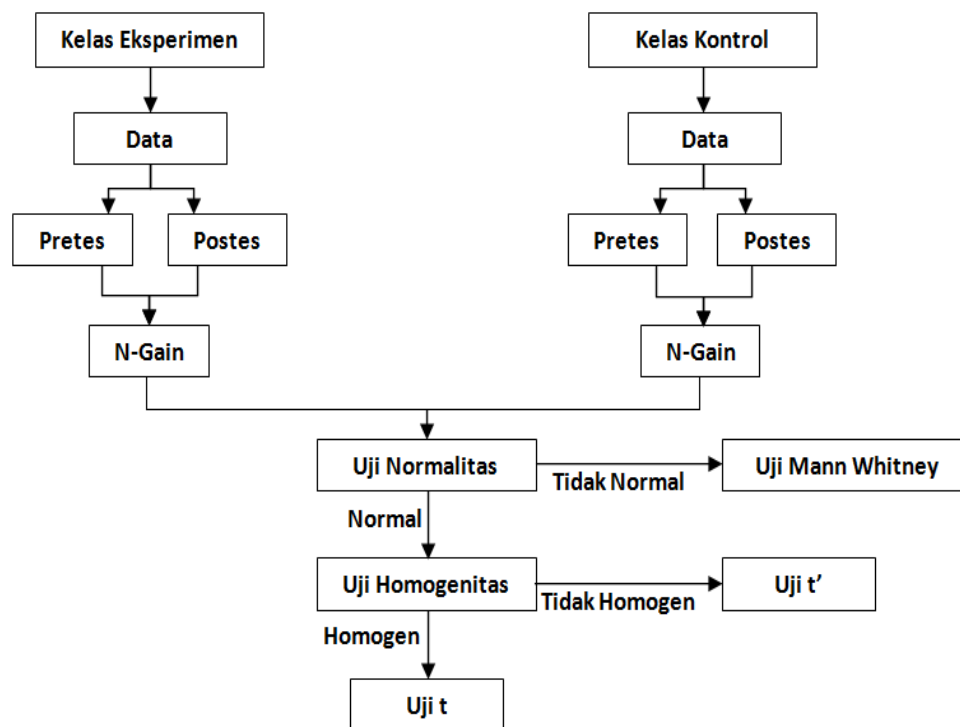 Kelas Eksperimen
Kelas Kontrol
Data
Data
Pretes
Postes
Pretes
Postes
N-Gain
N-Gain
Uji Normalitas
Tidak Normal
Uji Mann Whitney
Normal
Uji Homogenitas
Tidak Homogen
Uji t’
Homogen
Uji t